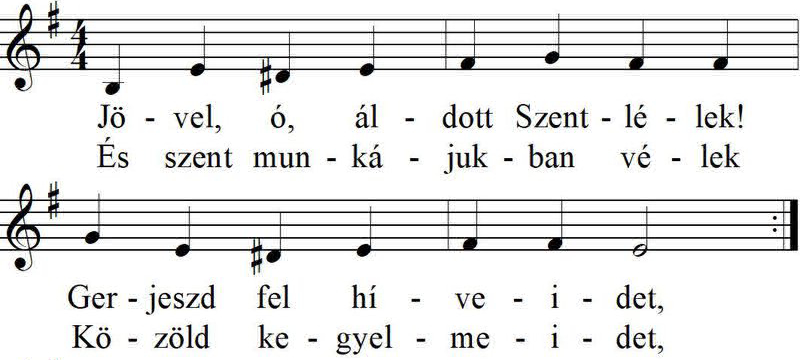 4
4
Jö - vel, ó, ál - dott Szent - lé - lek!
És szent mun - ká - juk - ban vé - lek
Ger - jeszd fel hí - ve - i - det,
Kö - zöld ke - gyel - me - i - det,